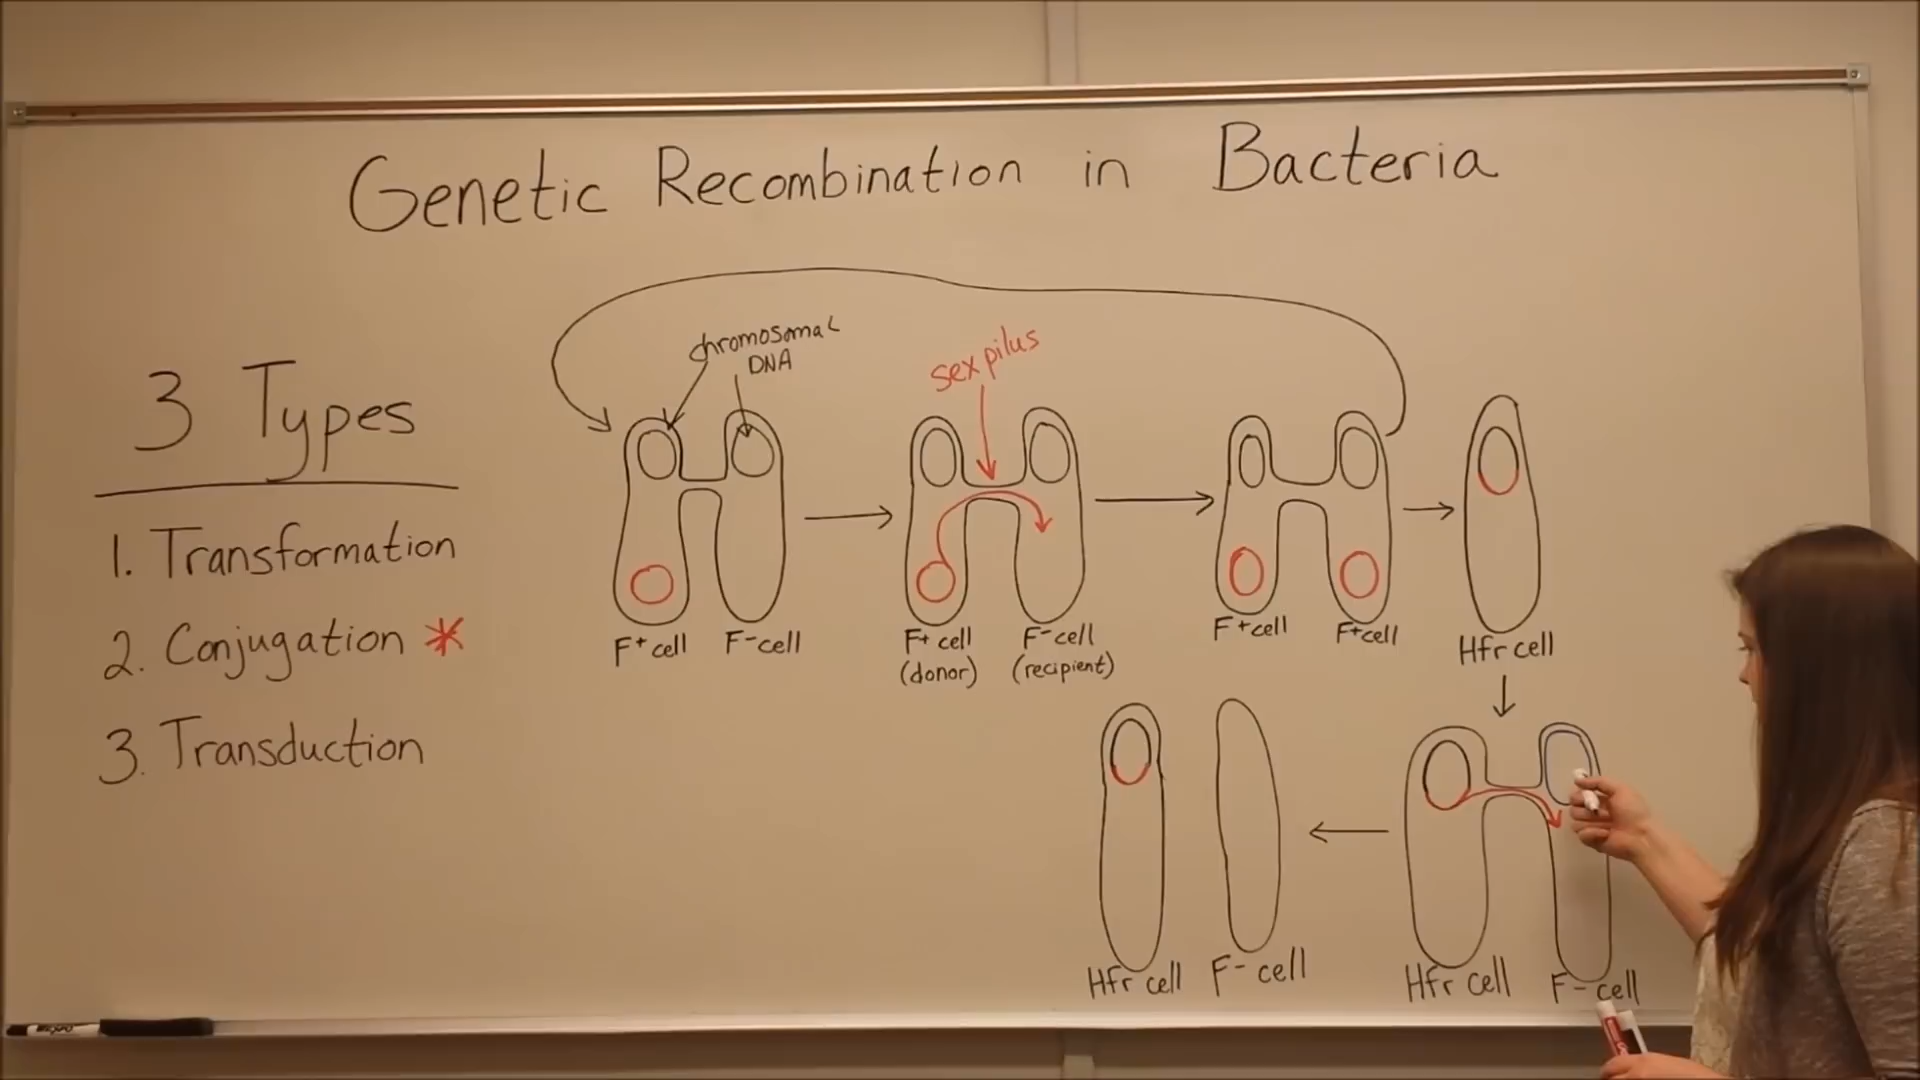 Genetic Recombination in Bacteria
3 Types
1. Transformation
2. Conjugation *
3. Transduction
chromosomal
DNA
sex pilus
F+ cell
F- cell
F+ cell
(donor)
F- cell
(recipient)
F+ cell
F+ cell
Hfr cell
Hfr cell
F- cell
Hfr cell
F- cell